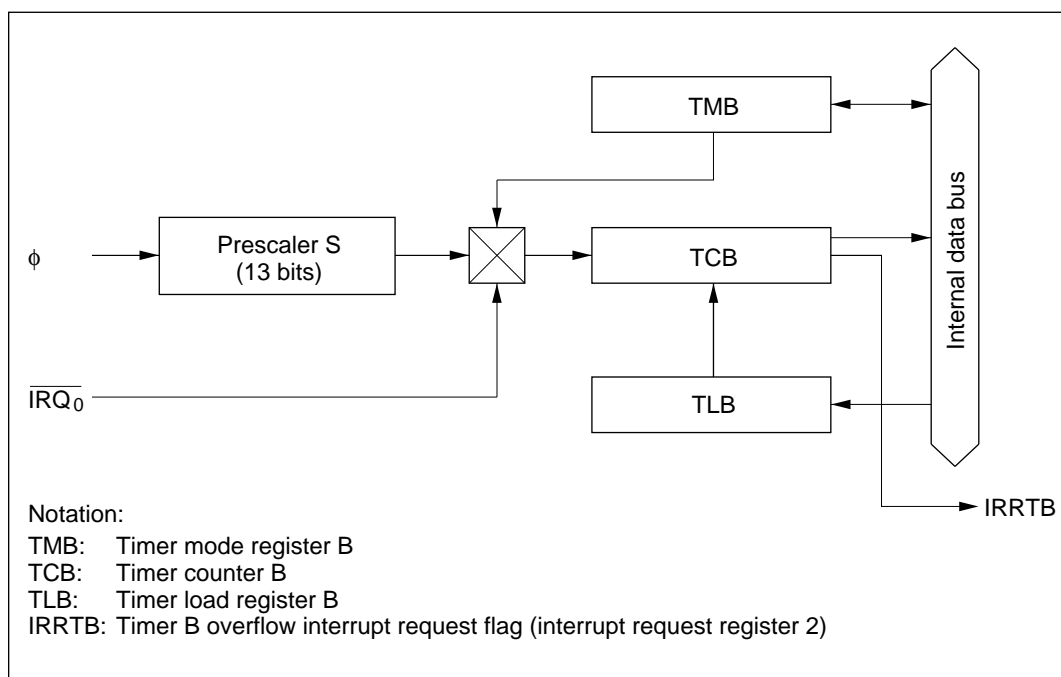 TMB
Internal data bus
φ
Prescaler S
(13 bits)
TCB
IRQ0
TLB
IRRTB
Notation:
TMB: Timer mode register B
TCB: Timer counter B
TLB: Timer load register B
IRRTB: Timer B overflow interrupt request flag (interrupt request register 2)